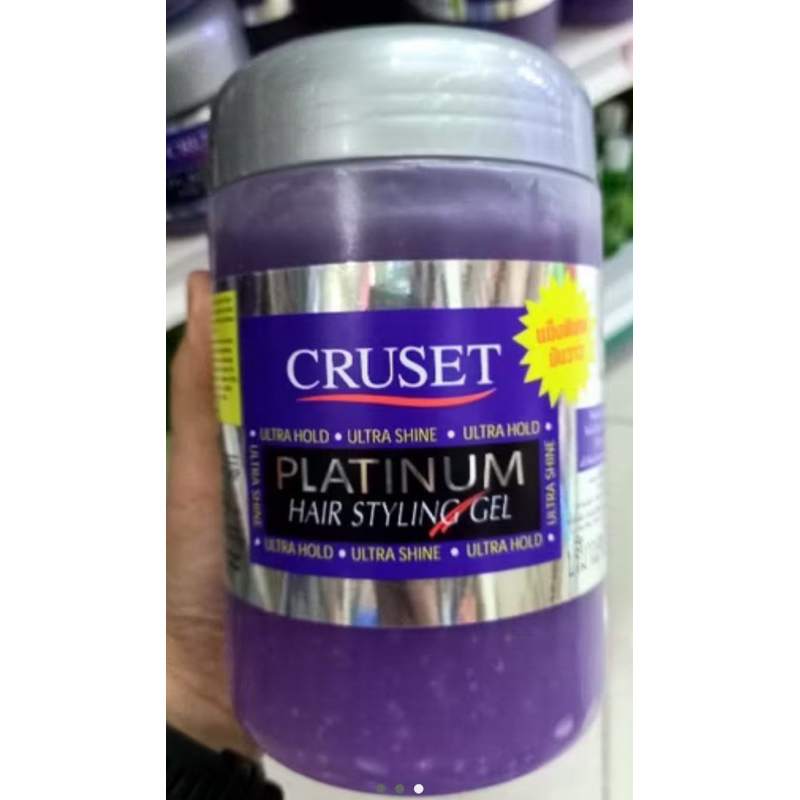 CRUSET
• ULTRA HOLD • ULTRA SHINE • ULTRA HOLD •
ULTRA SHINE
PLATINUM
HAIR STYLING GEL
ULTRA SHINE
• ULTRA HOLD • ULTRA SHINE • ULTRA HOLD •